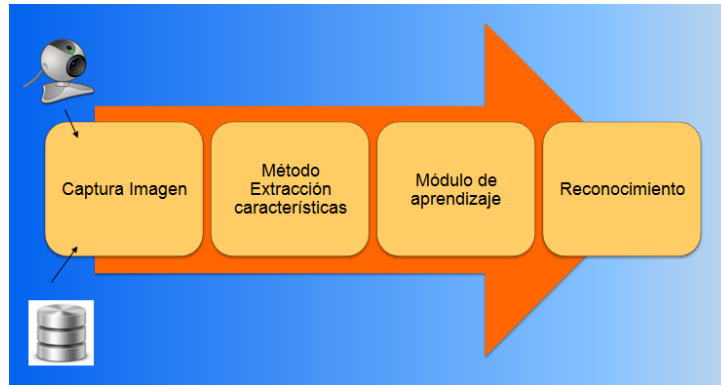 Captura Imagen
Método
Extracción
características
Módulo de
aprendizaje
Reconocimiento